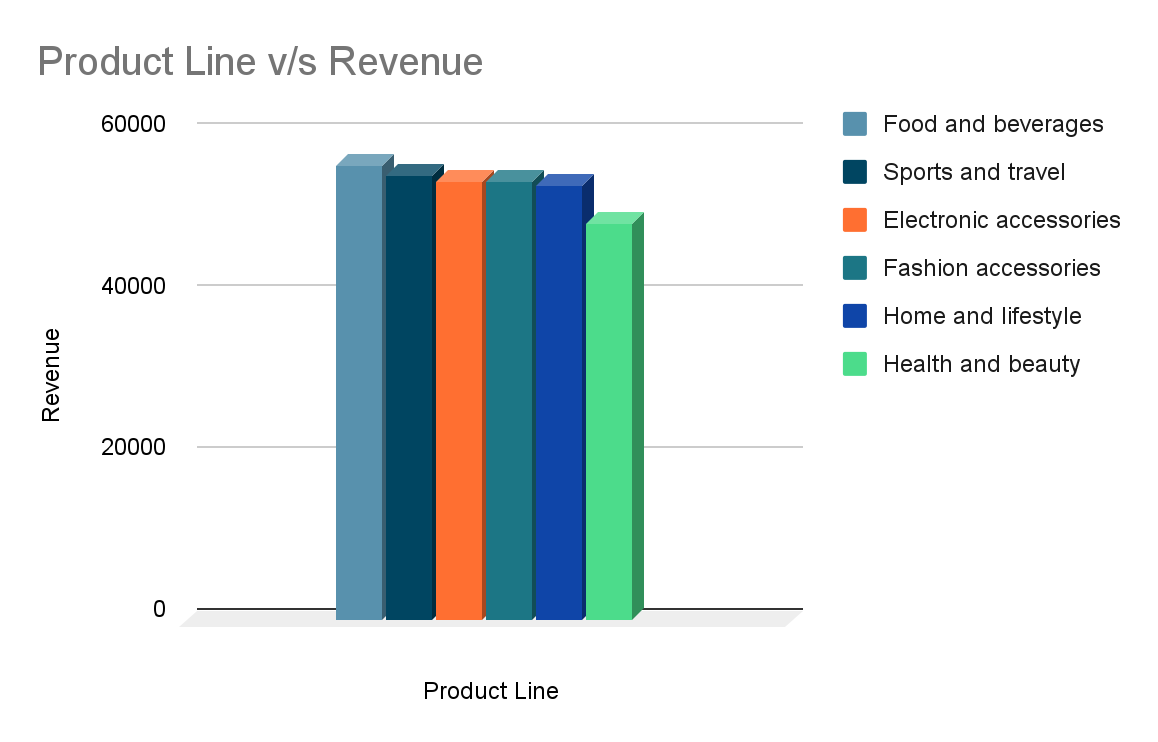 Product Line v/s Revenue
60000
40000
20000
0
Revenue
Product Line
Food and beverages
Sports and travel
Electronic accessories
Fashion accessories
Home and lifestyle
Health and beauty